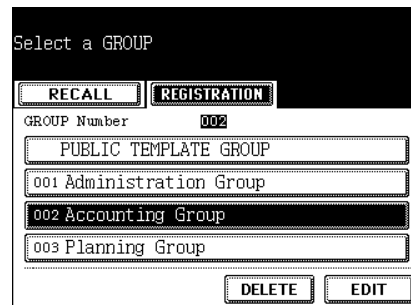 Select a GROUP
RECALL REGISTRATION
GROUP Number 002
PUBLIC TEMPLATE GROUP
001 Administration Group
002 Accounting Group
003 Planning Group
DELETE EDIT